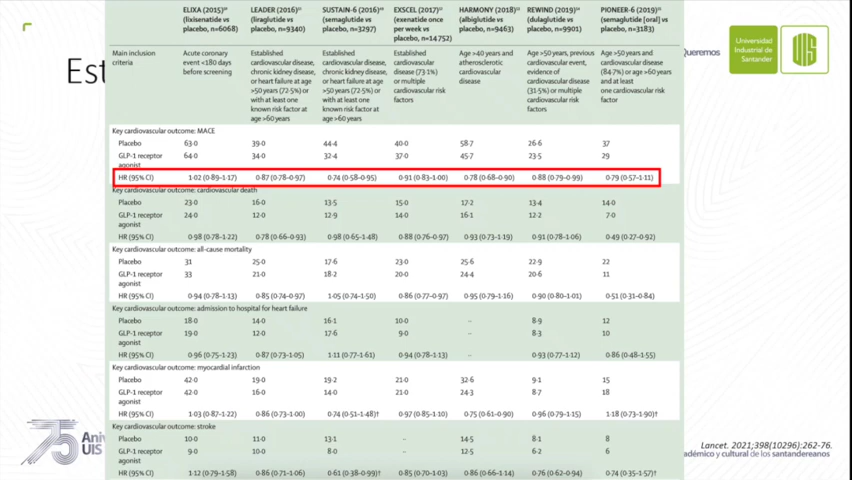 ELIXA (2015)²⁰ (lixisenatide vs placebo, n=6068)
LEADER (2016)²¹ (liraglutide vs placebo, n=9340)
SUSTAIN-6 (2016)²² (semaglutide vs placebo, n=3297)
EXSCEL (2017)²³ (exenatide once per week vs placebo, n=14 752)
HARMONY (2018)²⁴ (albiglutide vs placebo, n=9463)
REWIND (2019)²⁵ (dulaglutide vs placebo, n=9901)
PIONEER-6 (2019)²⁶ (semaglutide [oral] vs placebo, n=3183)
Main inclusion criteria
Acute coronary event <180 days before screening
Established cardiovascular disease, chronic kidney disease, or heart failure at age >50 years (72·5%) or with at least one known risk factor at age >60 years
Established cardiovascular disease, chronic kidney disease, or heart failure at age >50 years (72·5%) or with at least one known risk factor at age >60 years
Established cardiovascular disease (73·1%) or multiple cardiovascular risk factors
Age >40 years and atherosclerotic cardiovascular disease
Age >50 years, previous cardiovascular event, evidence of cardiovascular disease (31·5%) or multiple cardiovascular risk factors
Age >50 years and cardiovascular disease (84·7%) or age >60 years and at least one cardiovascular risk factor
Key cardiovascular outcome: MACE
Placebo 63·0 39·0 44·4 40·0 58·7 26·6 37
GLP-1 receptor agonist 64·0 34·0 32·4 37·0 45·7 23·5 29
HR (95% CI) 1·02 (0·89–1·17) 0·87 (0·78–0·97) 0·74 (0·58–0·95) 0·91 (0·83–1·00) 0·78 (0·68–0·90) 0·88 (0·79–0·99) 0·79 (0·57–1·11)
Key cardiovascular outcome: cardiovascular death
Placebo 23·0 16·0 13·5 15·0 17·2 13·4 14·0
GLP-1 receptor agonist 24·0 12·0 12·9 14·0 16·1 12·2 7·0
HR (95% CI) 0·98 (0·78–1·22) 0·78 (0·66–0·93) 0·98 (0·65–1·48) 0·88 (0·76–0·97) 0·93 (0·73–1·19) 0·91 (0·78–1·06) 0·49 (0·27–0·92)
Key cardiovascular outcome: all-cause mortality
Placebo 31 25·0 17·6 23·0 25·6 22·9 22
GLP-1 receptor agonist 33 21·0 18·2 20·0 24·4 20·6 11
HR (95% CI) 0·94 (0·78–1·13) 0·85 (0·74–0·97) 1·05 (0·74–1·50) 0·86 (0·77–0·97) 0·95 (0·79–1·16) 0·90 (0·80–1·01) 0·51 (0·31–0·84)
Key cardiovascular outcome: admission to hospital for heart failure
Placebo 18·0 14·0 16·1 10·0 – 8·9 12
GLP-1 receptor agonist 19·0 12·0 17·6 9·0 – 8·3 10
HR (95% CI) 0·96 (0·75–1·23) 0·87 (0·73–1·05) 1·11 (0·77–1·61) 0·94 (0·78–1·13) – 0·93 (0·77–1·12) 0·86 (0·48–1·55)
Key cardiovascular outcome: myocardial infarction
Placebo 42·0 19·0 19·2 21·0 32·6 9·1 15
GLP-1 receptor agonist 42·0 16·0 14·0 21·0 24·3 8·7 18
HR (95% CI) 1·03 (0·87–1·22) 0·86 (0·73–1·00) 0·74 (0·51–1·48)† 0·97 (0·85–1·10) 0·75 (0·61–0·90) 0·96 (0·79–1·15) 1·18 (0·73–1·90)†
Key cardiovascular outcome: stroke
Placebo 10·0 11·0 13·1 – 14·5 8·1 8
GLP-1 receptor agonist 9·0 10·0 8·0 – 12·5 6·2 6
HR (95% CI) 1·12 (0·79–1·58) 0·86 (0·71–1·06) 0·61 (0·38–0·99)† 0·85 (0·70–1·03) 0·86 (0·66–1·14) 0·76 (0·62–0·94) 0·74 (0·35–1·57)†
Est
Queremos
Universidad
Industrial de
Santander
UIS
75
Aniv
UIS
Lancet. 2021;398(10296):262-76.
adémico y cultural de los santandereanos